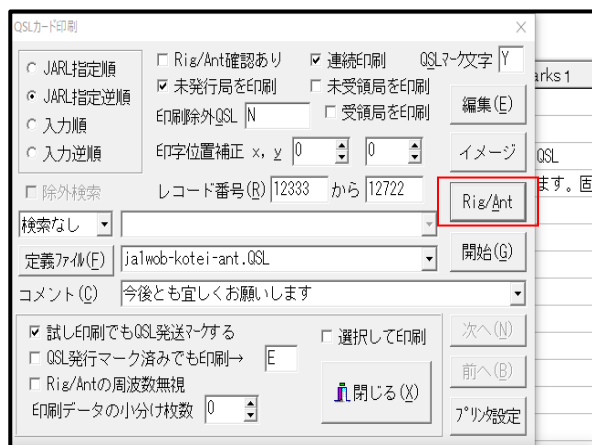 QSLカード印刷
JARL指定順
JARL指定逆順
入力順
入力逆順
Rig/Ant確認あり
連続印刷
QSLマーク文字 Y
未発行局を印刷
未受領局を印刷
印刷除外QSL N
受領局を印刷
編集(E)
印字位置補正 x, y 0 0
イメージ
除外検索
レコード番号(R) 12333 から 12722
Rig/Ant
検索なし
開始(G)
定義ファイル(F) ja1wob-kotei-ant.QSL
コメント(C) 今後とも宜しくお願いします
試し印刷でもQSL発送マークする
選択して印刷
次へ(N)
QSL発行マーク済みでも印刷→ E
前へ(B)
Rig/Antの周波数無視
閉じる(X)
印刷データの小分け枚数 0
プリンタ設定
arks1
QSL
ます。固